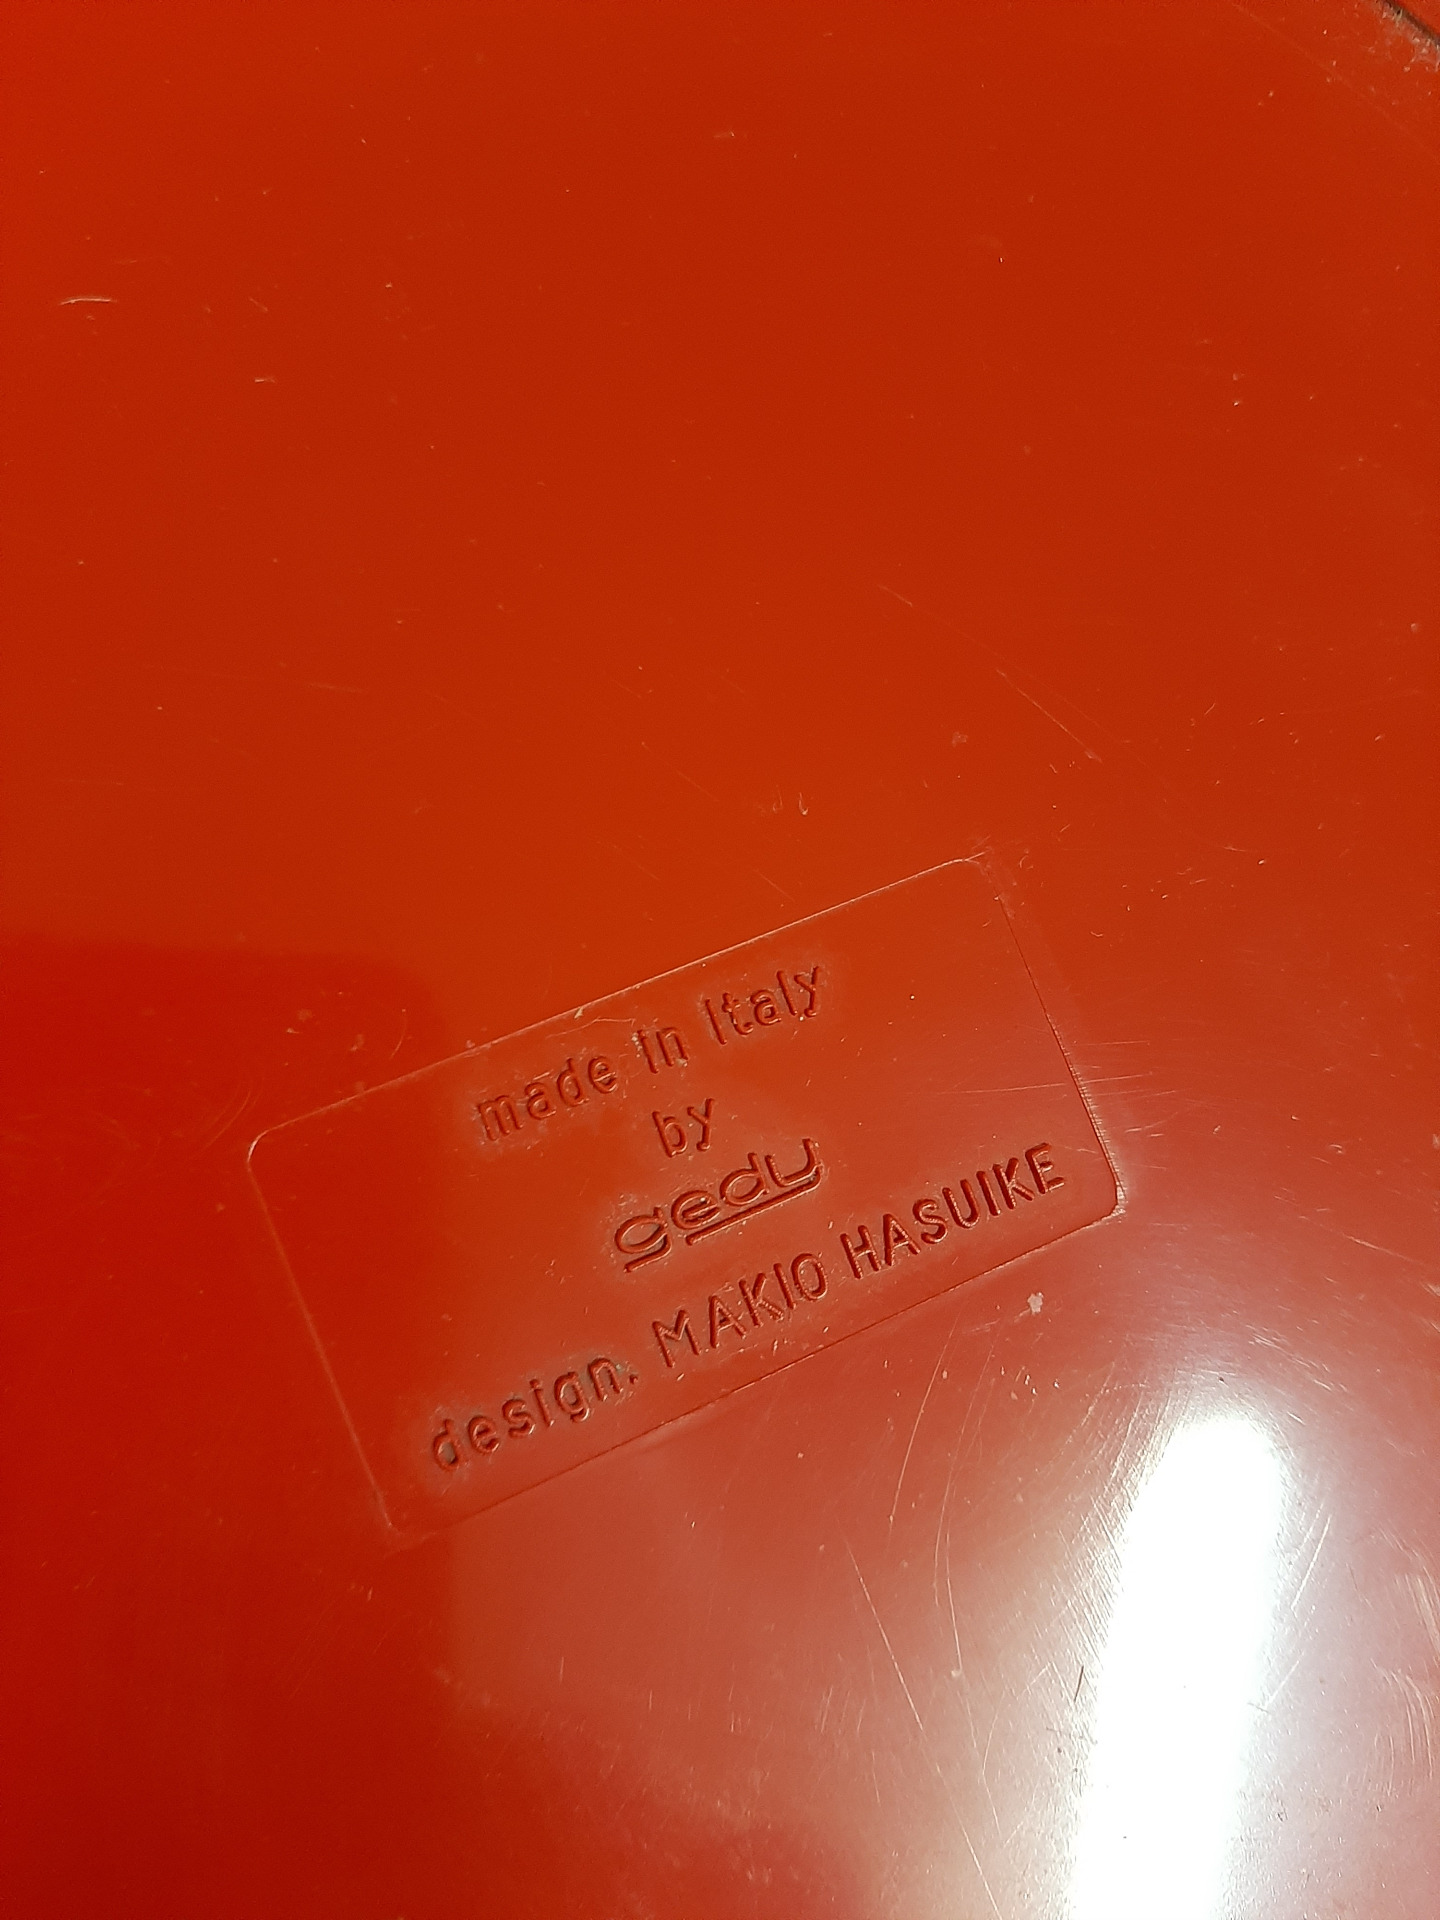 made in Italy
by
gedy
design. MAKIO HASUIKE